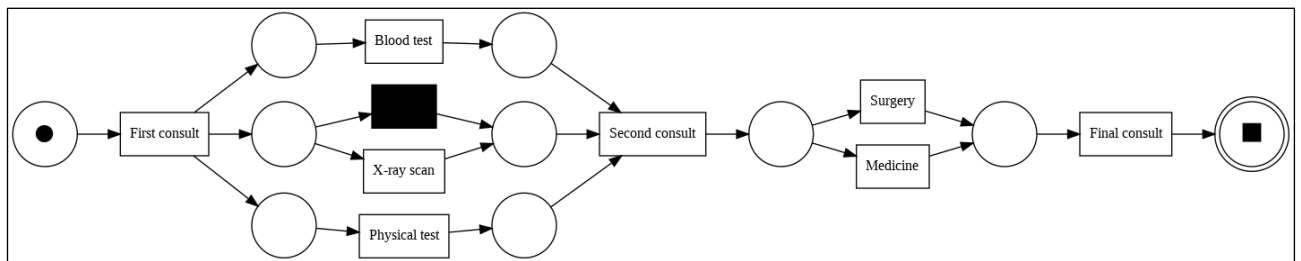 Blood test
First consult
X-ray scan
Physical test
Second consult
Surgery
Medicine
Final consult